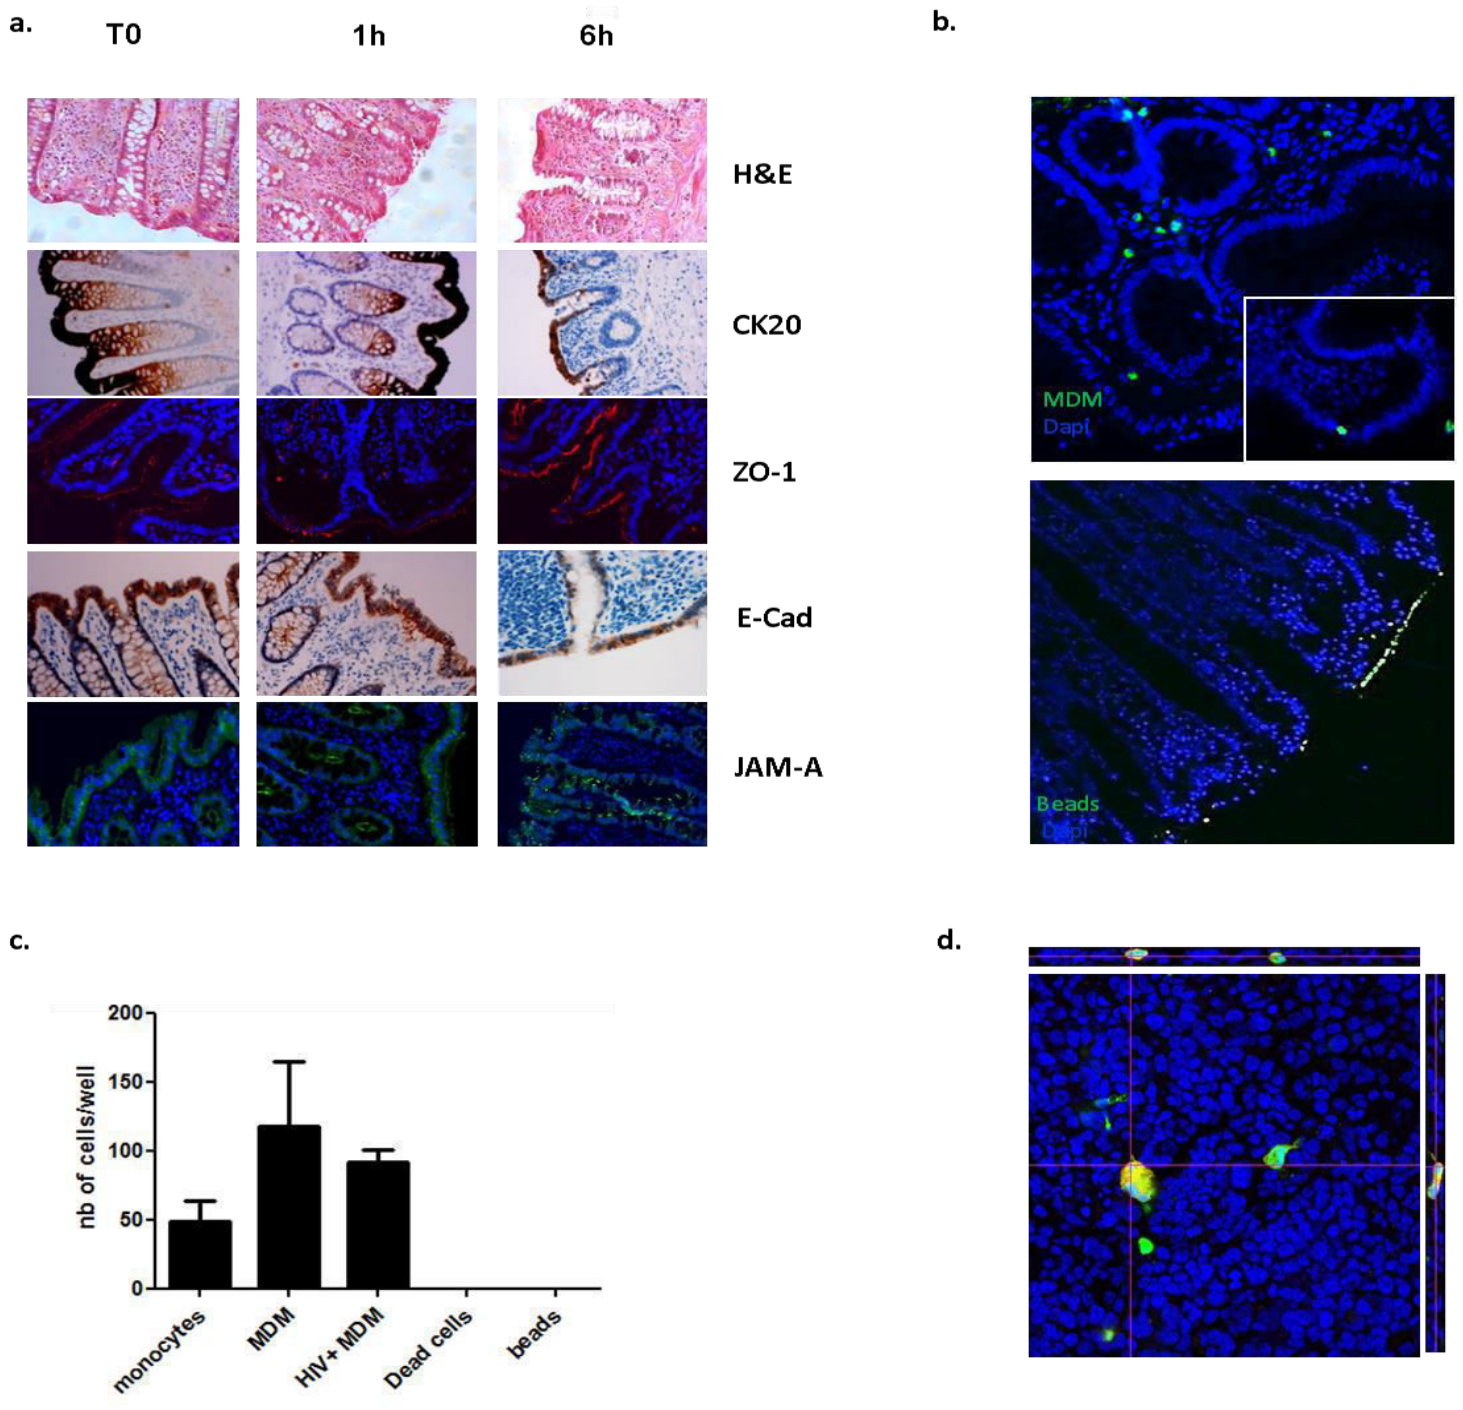 a.
T0 1h 6h
H&E
CK20
ZO-1
E-Cad
JAM-A
b.
MDM
Dapi
Beads
Dapi
c.
nb of cells/well
200
150
100
50
0
monocytes
MDM
HIV+ MDM
Dead cells
beads
d.